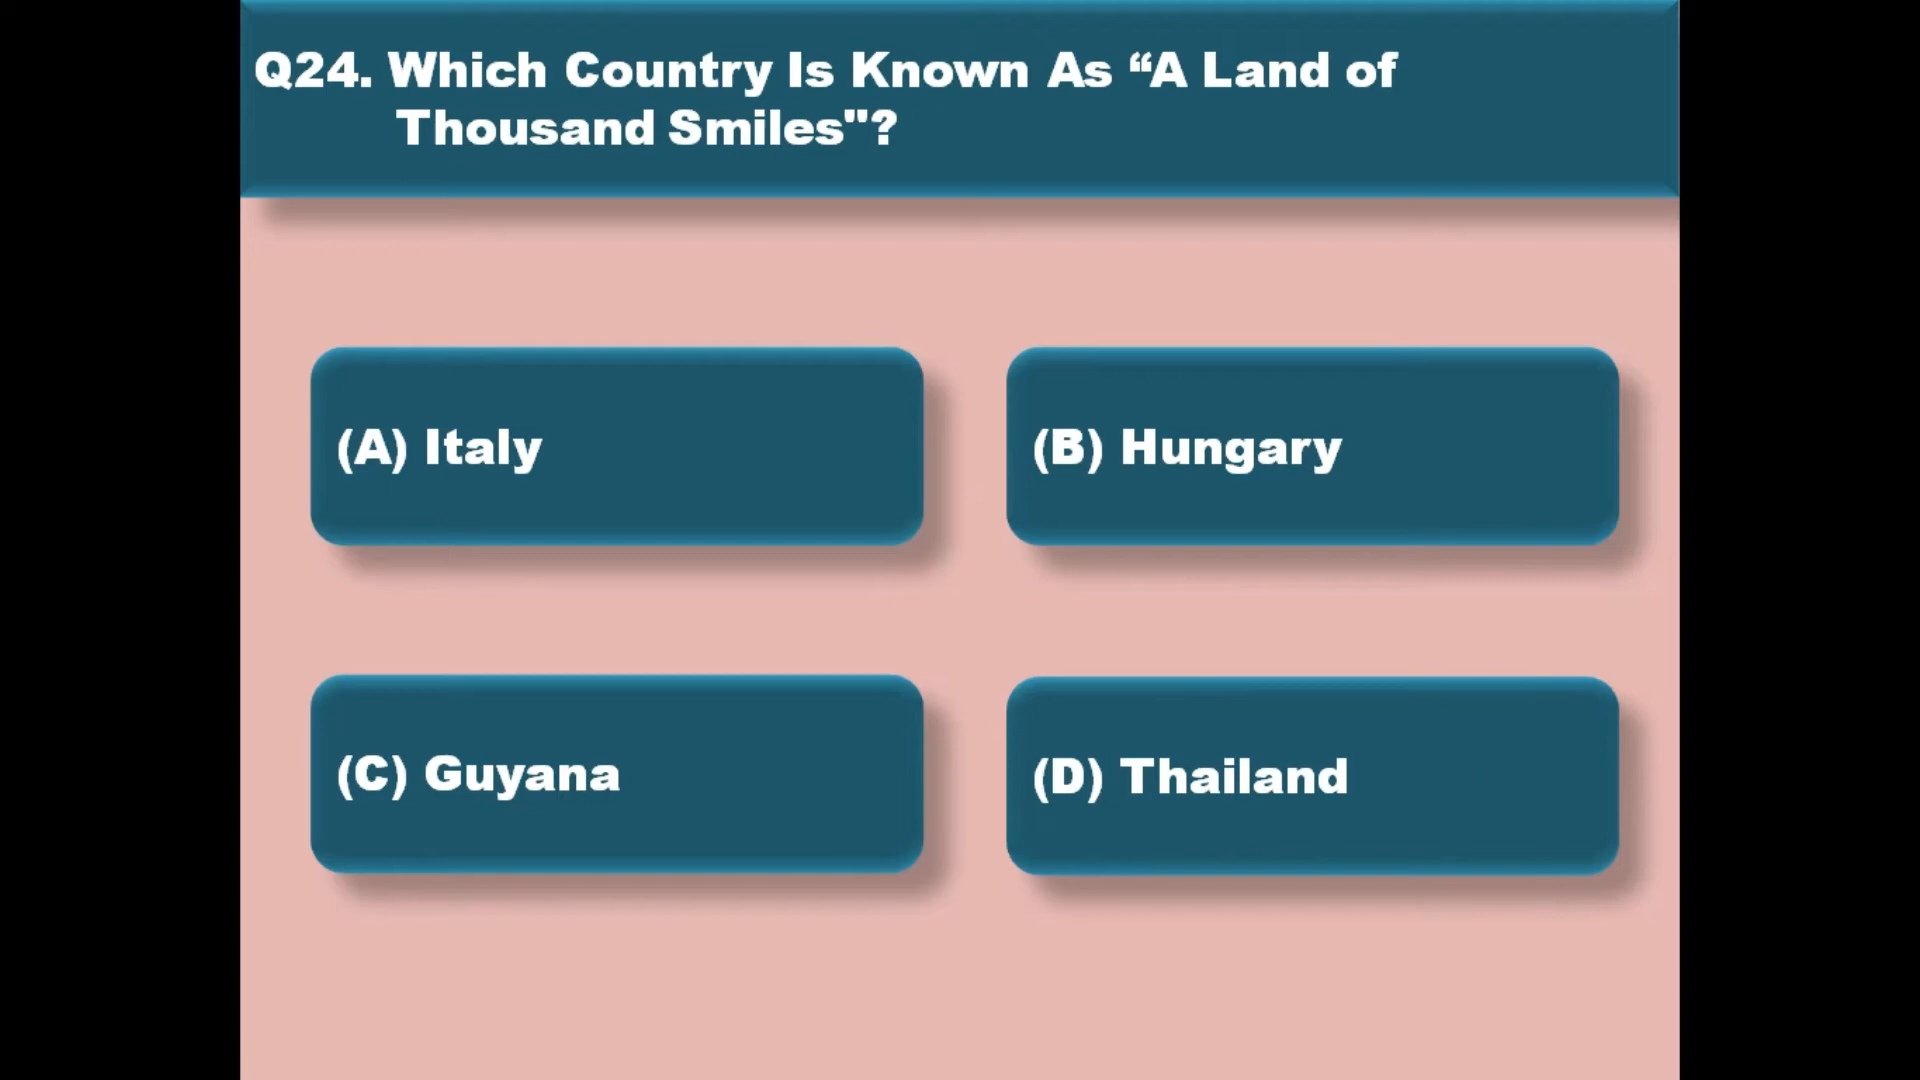 Q24. Which Country Is Known As “A Land of
Thousand Smiles"?
(A) Italy
(B) Hungary
(C) Guyana
(D) Thailand